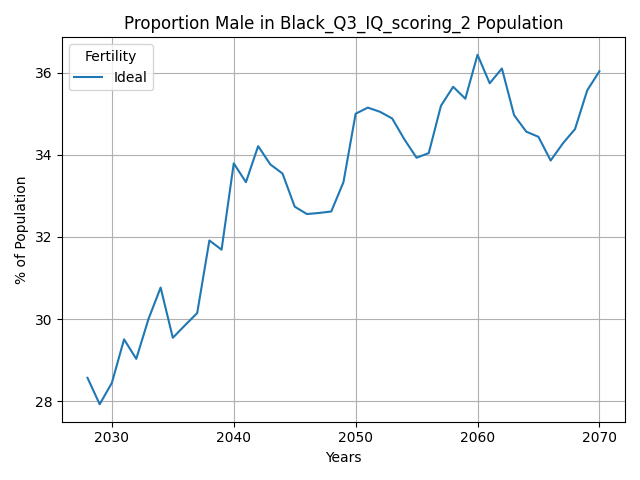 Proportion Male in Black_Q3_IQ_scoring_2 Population
Fertility
Ideal
% of Population
36
34
32
30
28
2030 2040 2050 2060 2070
Years